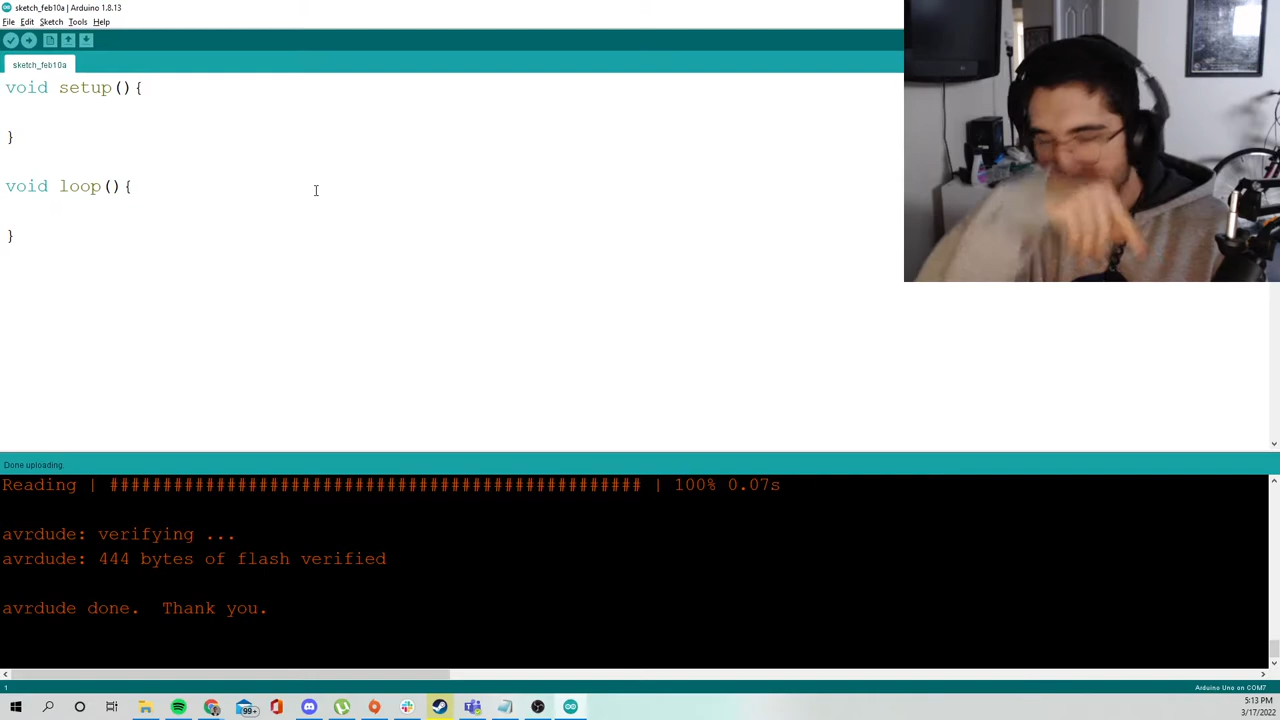 sketch_feb10a | Arduino 1.8.13
File Edit Sketch Tools Help
sketch_feb10a
void setup(){
}
void loop(){
}
Done uploading.
Reading | ################################################## | 100% 0.07s
avrdude: verifying ...
avrdude: 444 bytes of flash verified
avrdude done.  Thank you.
1
Arduino Uno on COM7
99+
5:13 PM
3/17/2022